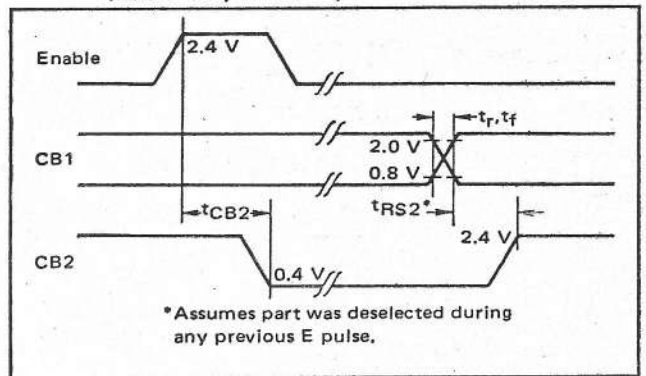 Enable
2.4 V
tr, tf
CB1
2.0 V
0.8 V
tCB2
tRS2*
2.4 V
CB2
0.4 V
*Assumes part was deselected during
any previous E pulse.